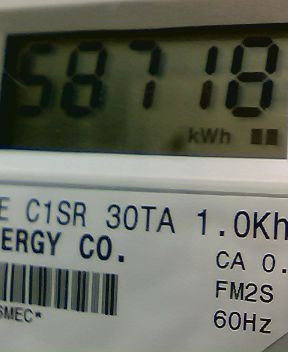 58718
kWh
E C1SR 30TA 1.0Kh
ERGY CO.
CA 0.
FM2S
SMEC*
60Hz